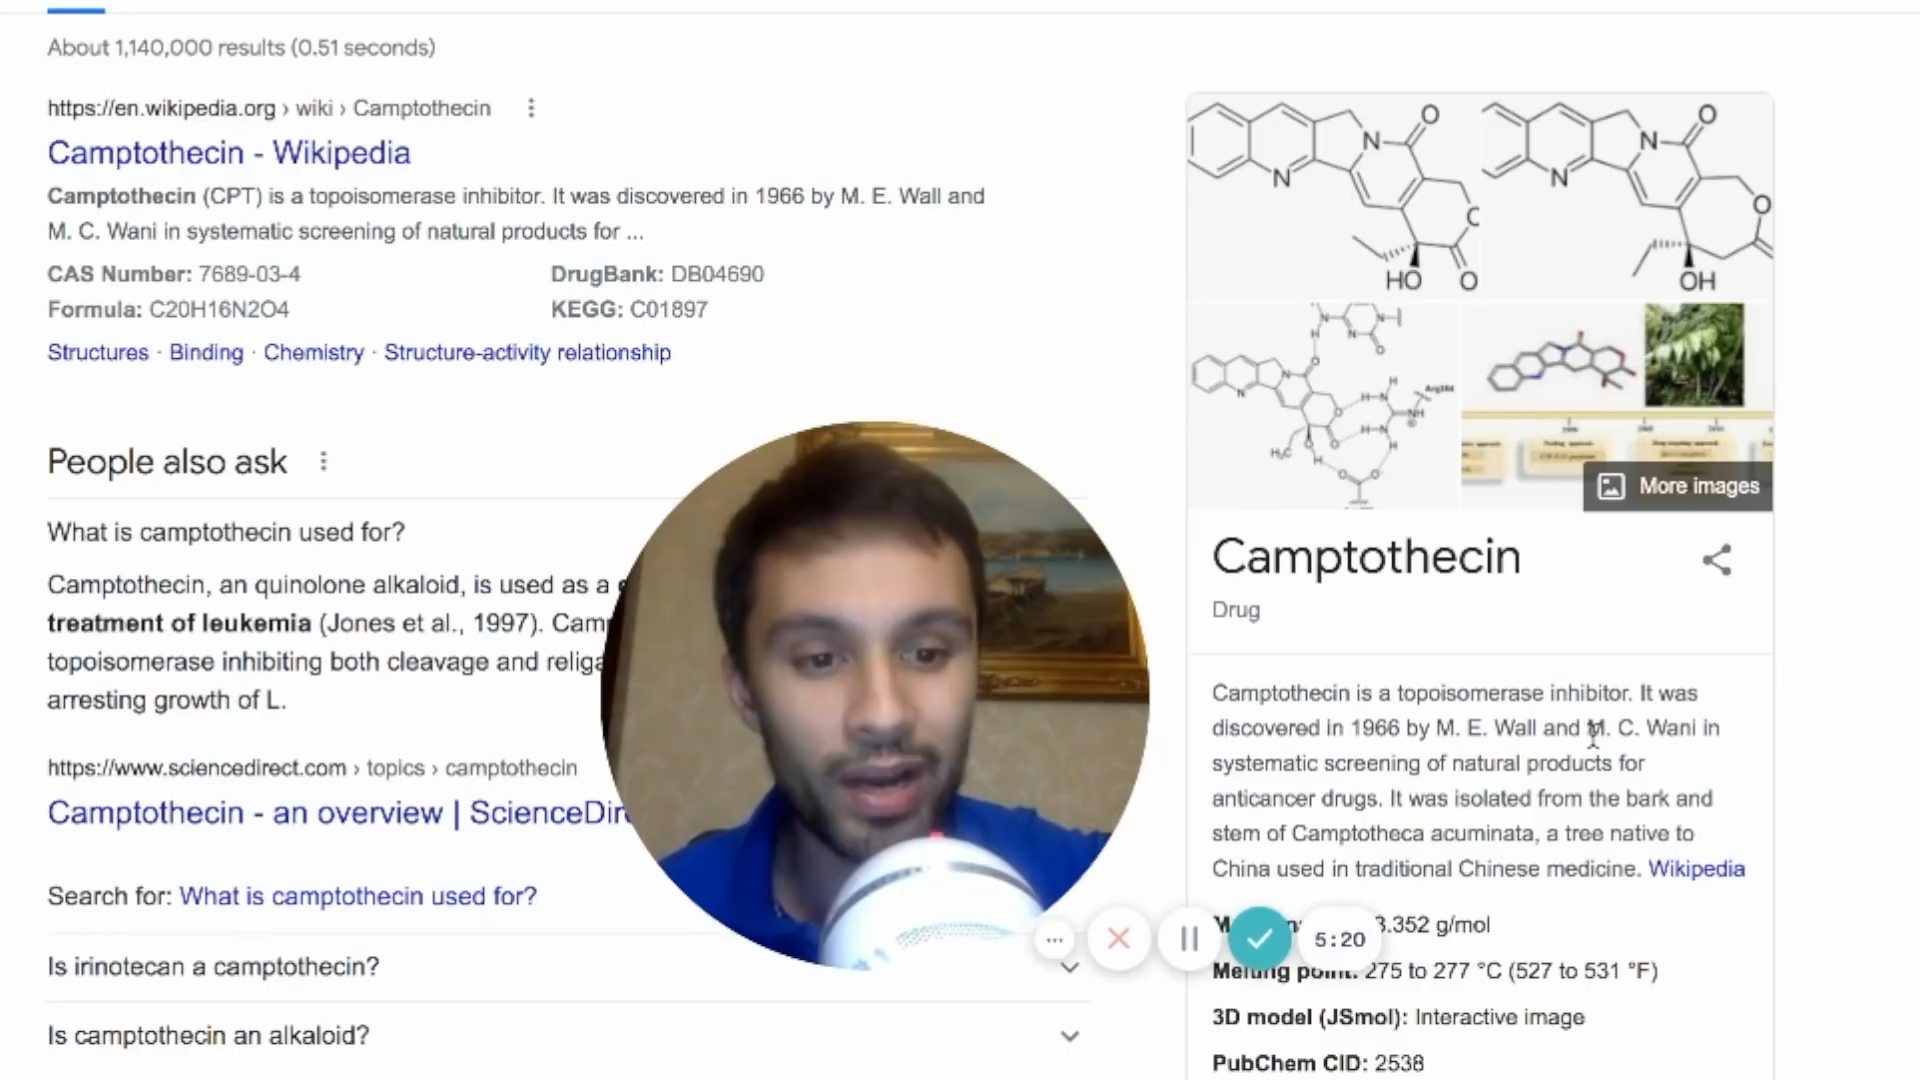 About 1,140,000 results (0.51 seconds)
https://en.wikipedia.org › wiki › Camptothecin
Camptothecin - Wikipedia
Camptothecin (CPT) is a topoisomerase inhibitor. It was discovered in 1966 by M. E. Wall and
M. C. Wani in systematic screening of natural products for ...
CAS Number: 7689-03-4 DrugBank: DB04690
Formula: C20H16N2O4 KEGG: C01897
Structures · Binding · Chemistry · Structure-activity relationship
People also ask
What is camptothecin used for?
Camptothecin, an quinolone alkaloid, is used as a
treatment of leukemia (Jones et al., 1997).
topoisomerase inhibiting both cleavage and
arresting growth of L.
https://www.sciencedirect.com › topics › camptothecin
Camptothecin - an overview |
Search for: What is camptothecin used for?
Is irinotecan a camptothecin?
Is camptothecin an alkaloid?
N O
N
O
HO O
N O
N
O
OH
N
H
N
O
O
N
N
O
O
H
H
N
NH
N
H
H
H₃C
O
H
O
O
More images
Camptothecin
Drug
Camptothecin is a topoisomerase inhibitor. It was
discovered in 1966 by M. E. Wall and M. C. Wani in
systematic screening of natural products for
anticancer drugs. It was isolated from the bark and
stem of Camptotheca acuminata, a tree native to
China used in traditional Chinese medicine. Wikipedia
8.352 g/mol
5:20
Melting point: 275 to 277 °C (527 to 531 °F)
3D model (JSmol): Interactive image
PubChem CID: 2538